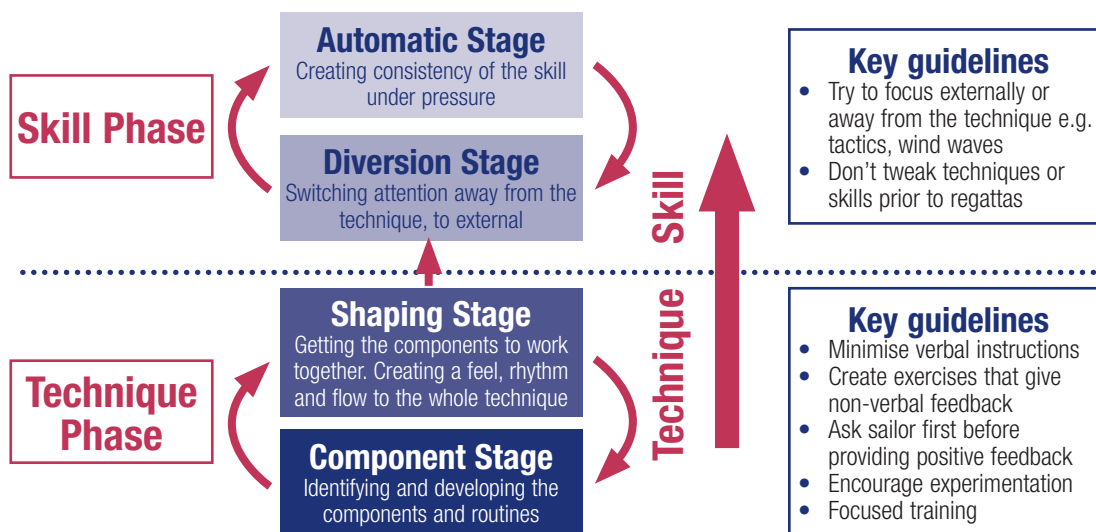 Skill Phase
Automatic Stage
Creating consistency of the skill
under pressure
Diversion Stage
Switching attention away from the
technique, to external
Skill
Key guidelines
• Try to focus externally or
away from the technique e.g.
tactics, wind waves
• Don't tweak techniques or
skills prior to regattas
Technique
Phase
Shaping Stage
Getting the components to work
together. Creating a feel, rhythm
and flow to the whole technique
Component Stage
Identifying and developing the
components and routines
Technique
Key guidelines
• Minimise verbal instructions
• Create exercises that give
non-verbal feedback
• Ask sailor first before
providing positive feedback
• Encourage experimentation
• Focused training